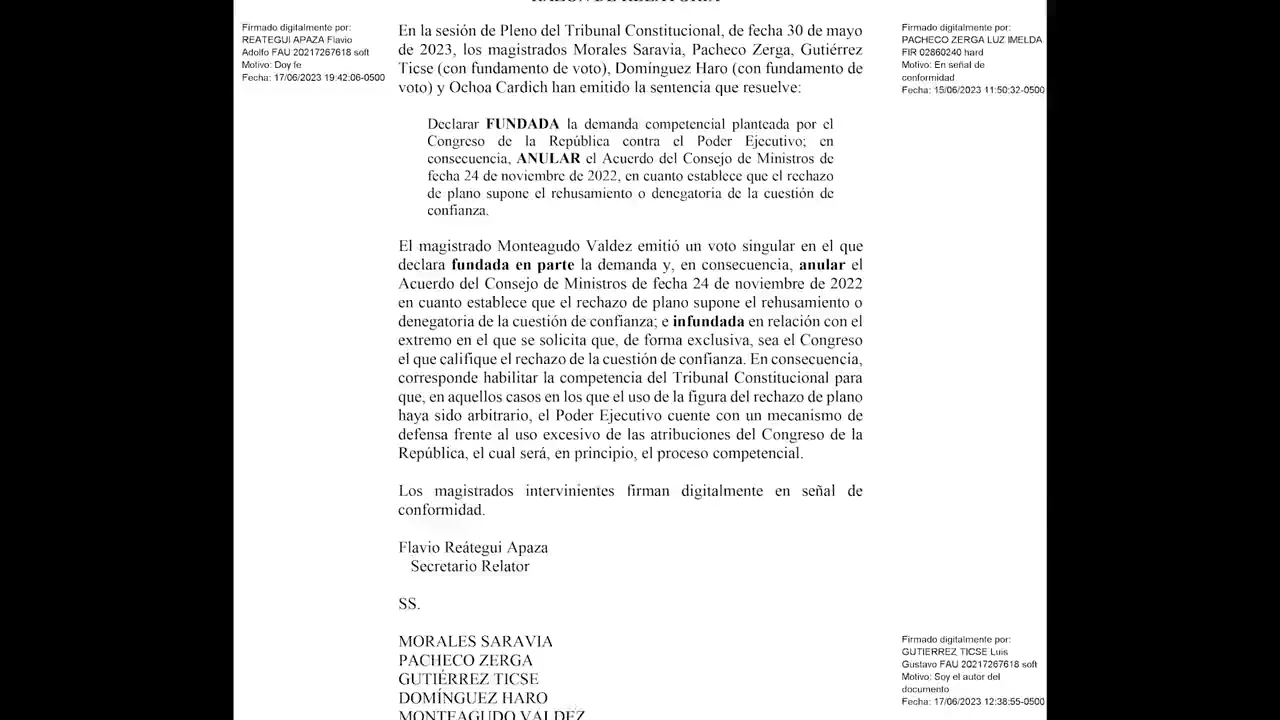 RAZÓN DE RELATORÍA
Firmado digitalmente por:
REATEGUI APAZA Flavio
Adolfo FAU 20217267618 soft
Motivo: Doy fe
Fecha: 17/06/2023 19:42:06-0500
En la sesión de Pleno del Tribunal Constitucional, de fecha 30 de mayo
de 2023, los magistrados Morales Saravia, Pacheco Zerga, Gutiérrez
Ticse (con fundamento de voto), Domínguez Haro (con fundamento de
voto) y Ochoa Cardich han emitido la sentencia que resuelve:
Firmado digitalmente por:
PACHECO ZERGA LUZ IMELDA
FIR 02860240 hard
Motivo: En señal de
conformidad
Fecha: 15/06/2023 11:50:32-0500
Declarar FUNDADA la demanda competencial planteada por el
Congreso de la República contra el Poder Ejecutivo; en
consecuencia, ANULAR el Acuerdo del Consejo de Ministros de
fecha 24 de noviembre de 2022, en cuanto establece que el rechazo
de plano supone el rehusamiento o denegatoria de la cuestión de
confianza.
El magistrado Monteagudo Valdez emitió un voto singular en el que
declara fundada en parte la demanda y, en consecuencia, anular el
Acuerdo del Consejo de Ministros de fecha 24 de noviembre de 2022
en cuanto establece que el rechazo de plano supone el rehusamiento o
denegatoria de la cuestión de confianza; e infundada en relación con el
extremo en el que se solicita que, de forma exclusiva, sea el Congreso
el que califique el rechazo de la cuestión de confianza. En consecuencia,
corresponde habilitar la competencia del Tribunal Constitucional para
que, en aquellos casos en los que el uso de la figura del rechazo de plano
haya sido arbitrario, el Poder Ejecutivo cuente con un mecanismo de
defensa frente al uso excesivo de las atribuciones del Congreso de la
República, el cual será, en principio, el proceso competencial.
Los magistrados intervinientes firman digitalmente en señal de
conformidad.
Flavio Reátegui Apaza
Secretario Relator
SS.
MORALES SARAVIA
PACHECO ZERGA
GUTIÉRREZ TICSE
DOMÍNGUEZ HARO
MONTEAGUDO VALDEZ
Firmado digitalmente por:
GUTIERREZ TICSE Luis
Gustavo FAU 20217267618 soft
Motivo: Soy el autor del
documento
Fecha: 17/06/2023 12:38:55-0500